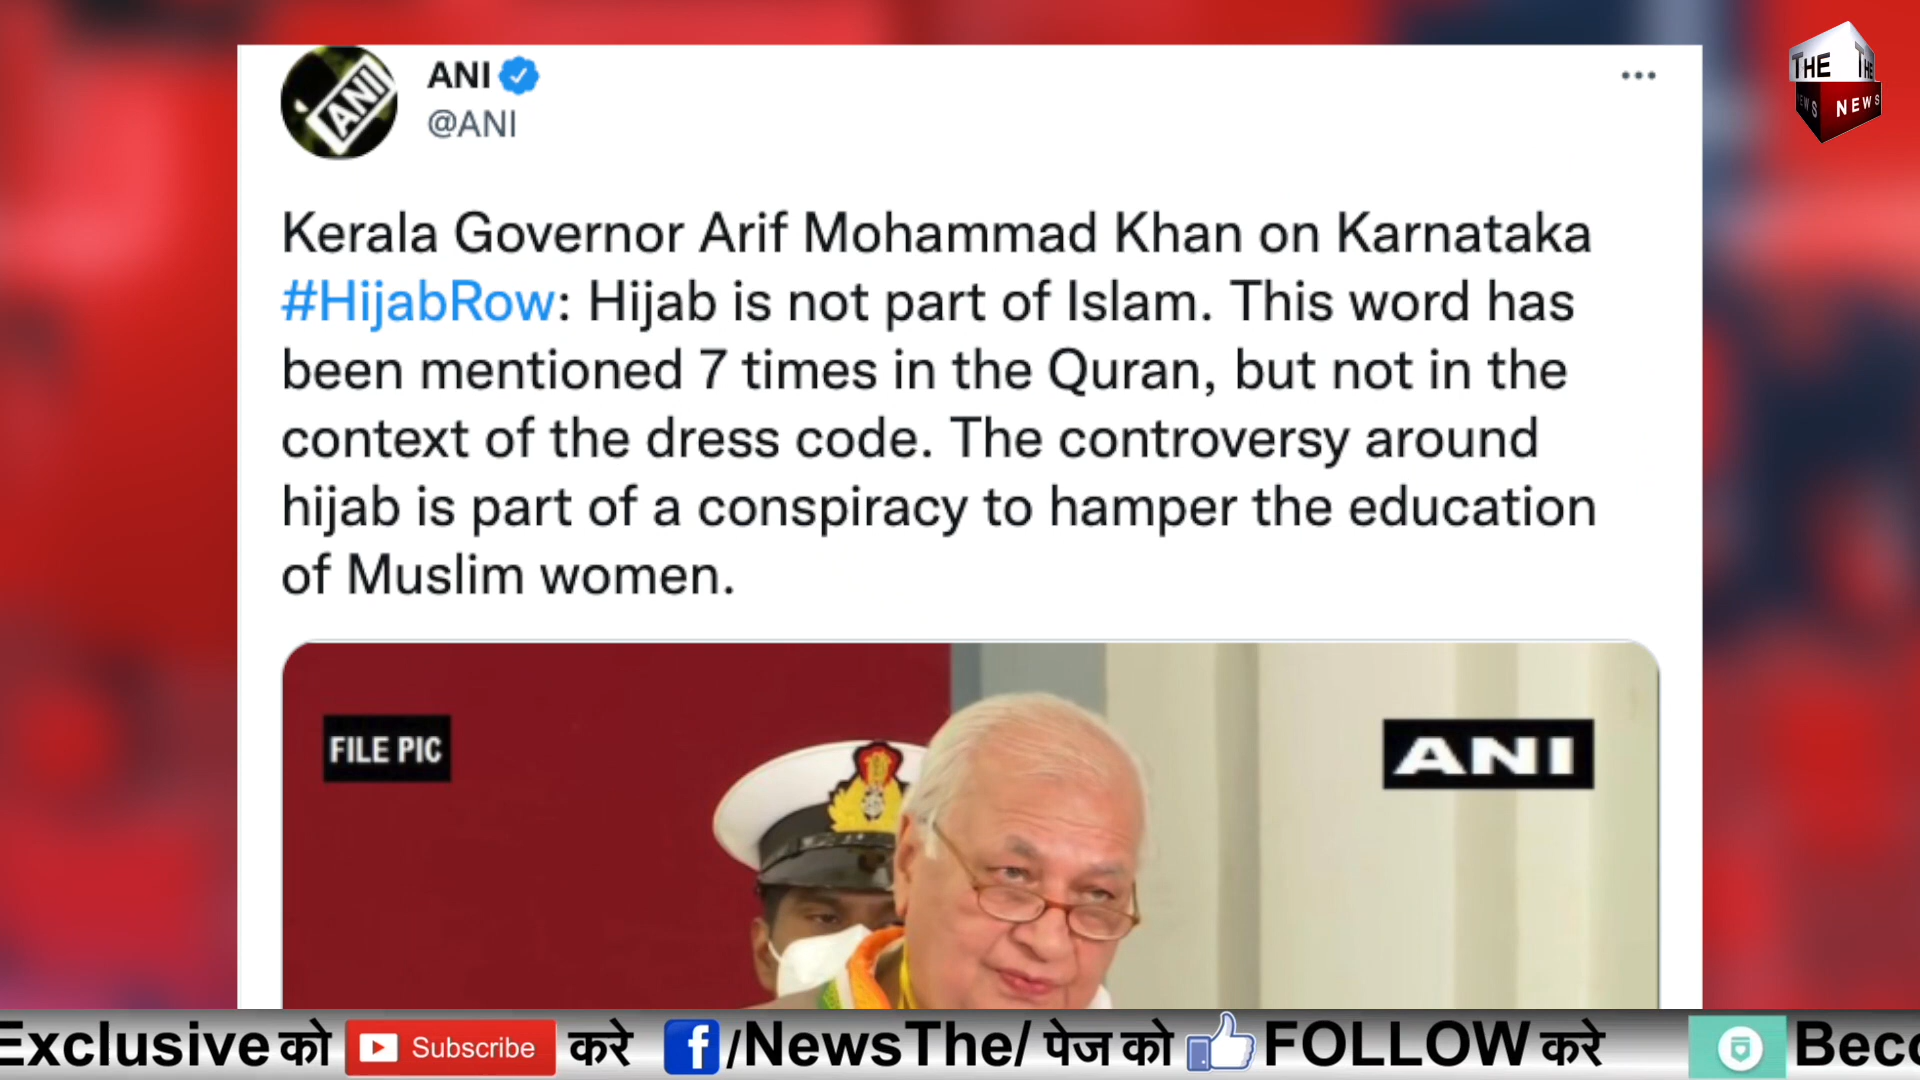 ANI
@ANI
THE THE
EWS NEWS
Kerala Governor Arif Mohammad Khan on Karnataka
#HijabRow: Hijab is not part of Islam. This word has
been mentioned 7 times in the Quran, but not in the
context of the dress code. The controversy around
hijab is part of a conspiracy to hamper the education
of Muslim women.
FILE PIC
ANI
Exclusive को Subscribe करे /NewsThe/ पेज को FOLLOW करे Beco